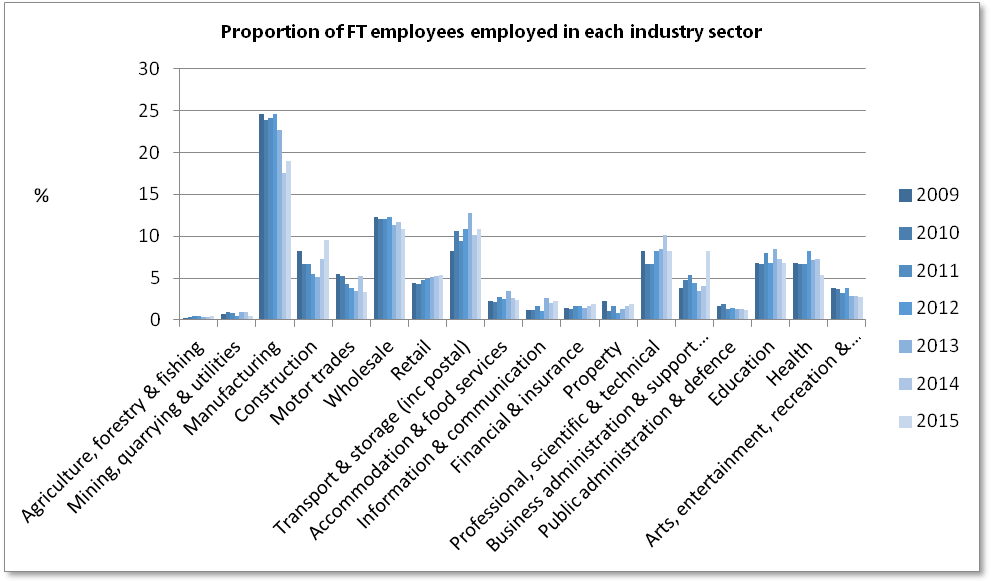 Proportion of FT employees employed in each industry sector
30
25
20
15
10
5
0
%
Agriculture, forestry & fishing
Mining, quarrying & utilities
Manufacturing
Construction
Motor trades
Wholesale
Retail
Transport & storage (inc postal)
Accommodation & food services
Information & communication
Financial & insurance
Property
Professional, scientific & technical
Business administration & support...
Public administration & defence
Education
Health
Arts, entertainment, recreation &...
2009
2010
2011
2012
2013
2014
2015